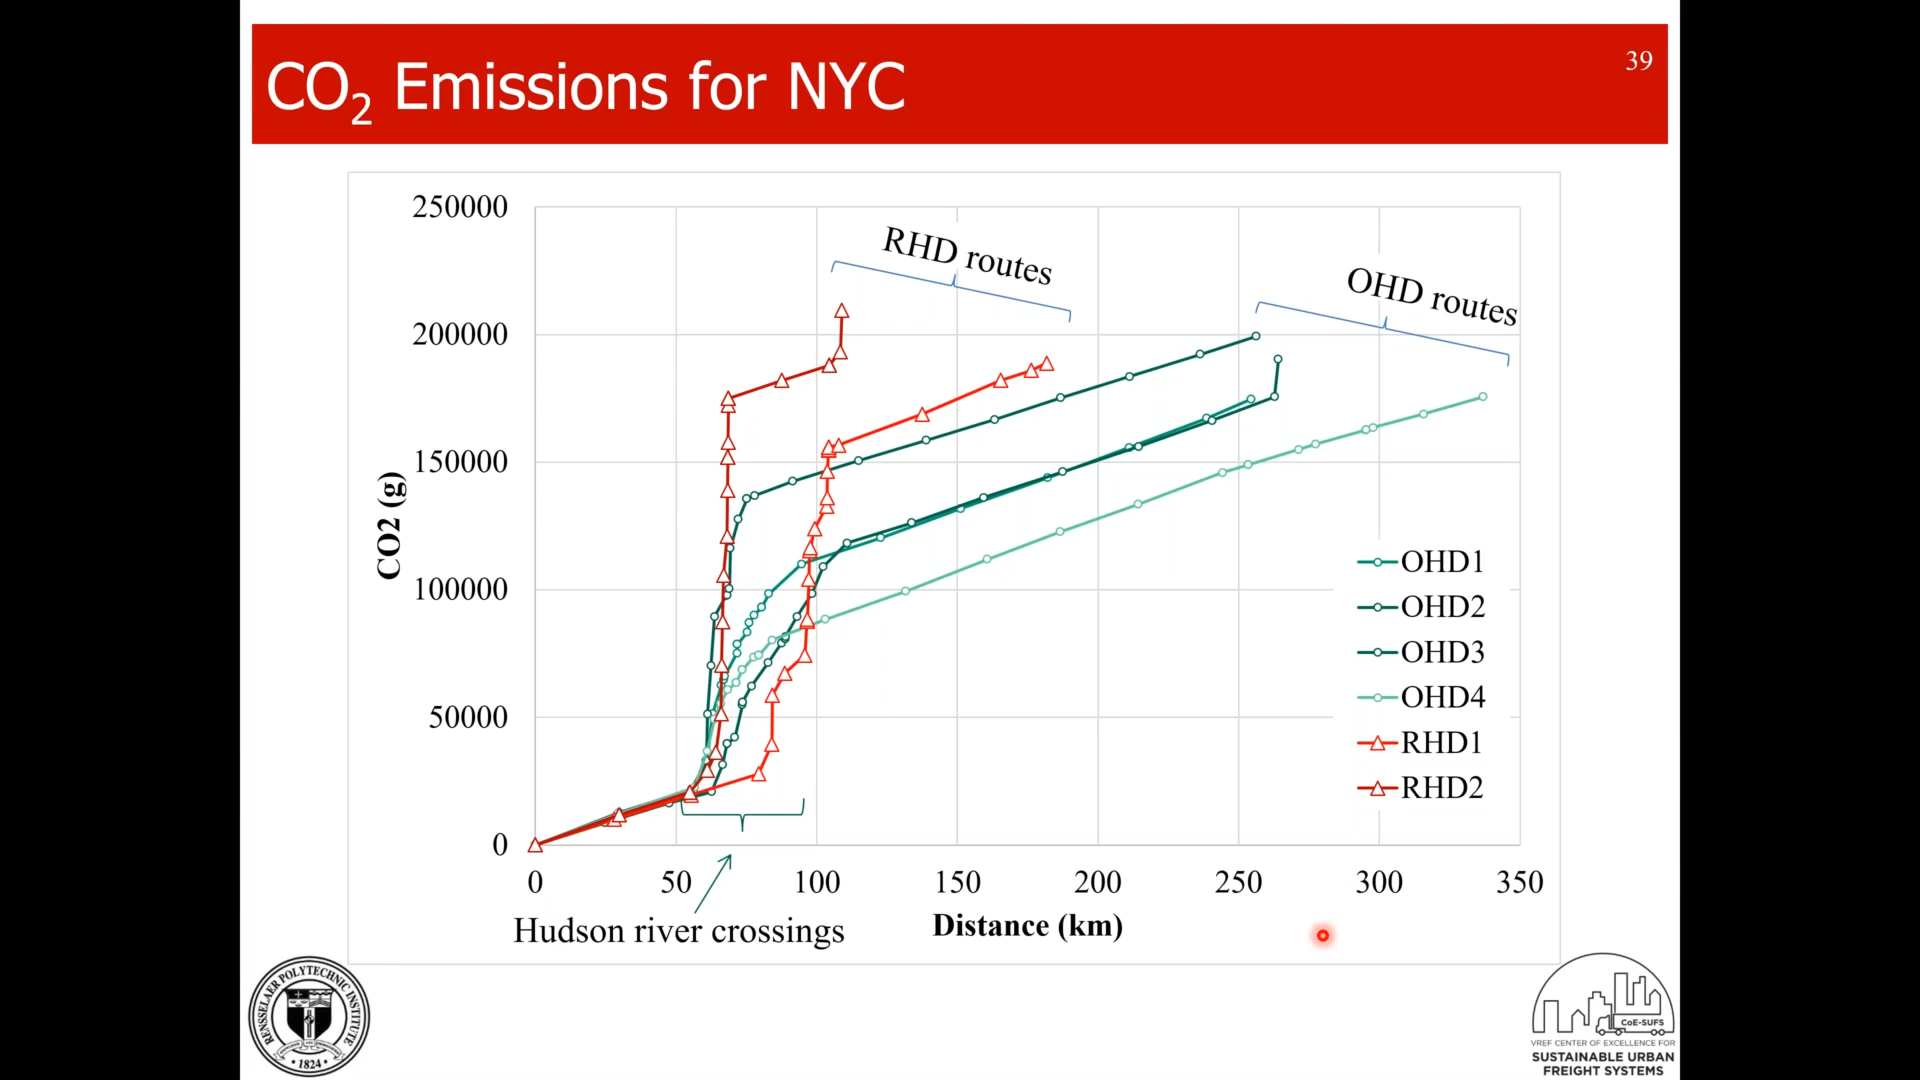 CO2 Emissions for NYC
39
250000
200000
150000
100000
50000
0
CO2 (g)
RHD routes
OHD routes
OHD1
OHD2
OHD3
OHD4
RHD1
RHD2
0 50 100 150 200 250 300 350
Hudson river crossings
Distance (km)
RENSSELAER POLYTECHNIC INSTITUTE
1824
CoE-SUFS
VREF CENTER OF EXCELLENCE FOR
SUSTAINABLE URBAN
FREIGHT SYSTEMS